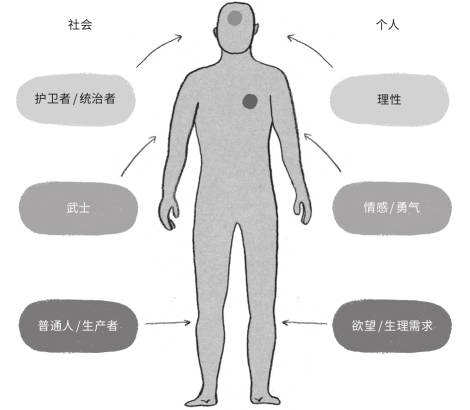 社会
个人
护卫者/统治者
理性
武士
情感/勇气
普通人/生产者
欲望/生理需求